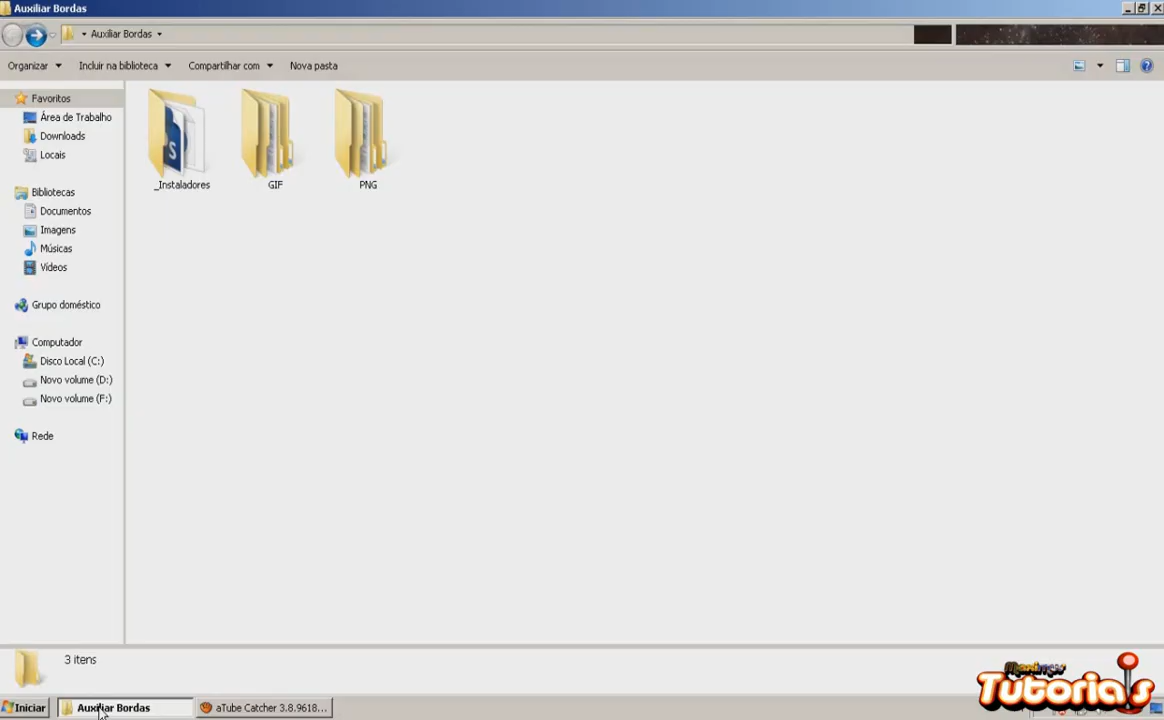 Auxiliar Bordas
Auxiliar Bordas
Organizar
Incluir na biblioteca
Compartilhar com
Nova pasta
Favoritos
Área de Trabalho
Downloads
Locais
Bibliotecas
Documentos
Imagens
Músicas
Vídeos
Grupo doméstico
Computador
Disco Local (C:)
Novo volume (D:)
Novo volume (F:)
Rede
_Instaladores
GIF
PNG
3 itens
Tutoria's
Iniciar
Auxiliar Bordas
aTube Catcher 3.8.9618...